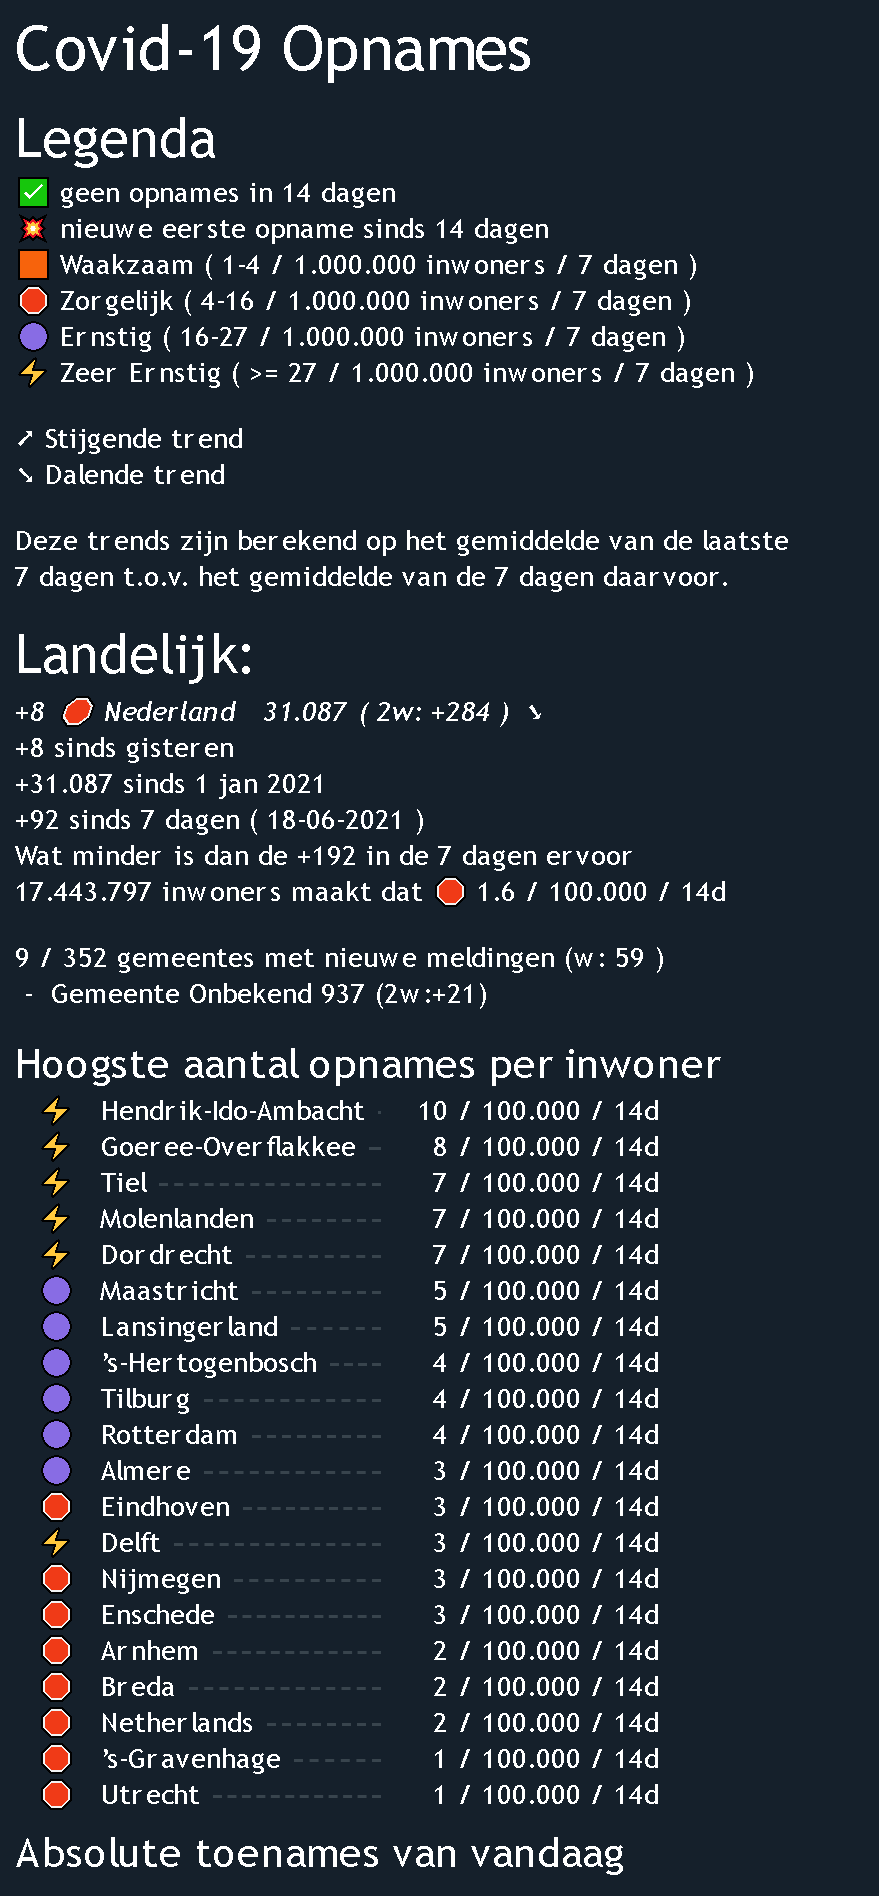 Covid-19 Opnames
Legenda
✅ geen opnames in 14 dagen
💥 nieuwe eerste opname sinds 14 dagen
🟧 Waakzaam ( 1-4 / 1.000.000 inwoners / 7 dagen )
🛑 Zorgelijk ( 4-16 / 1.000.000 inwoners / 7 dagen )
🟣 Ernstig ( 16-27 / 1.000.000 inwoners / 7 dagen )
⚡ Zeer Ernstig ( >= 27 / 1.000.000 inwoners / 7 dagen )
➚ Stijgende trend
➘ Dalende trend
Deze trends zijn berekend op het gemiddelde van de laatste
7 dagen t.o.v. het gemiddelde van de 7 dagen daarvoor.
Landelijk:
+8 🛑 Nederland 31.087 ( 2w: +284 ) ➘
+8 sinds gisteren
+31.087 sinds 1 jan 2021
+92 sinds 7 dagen ( 18-06-2021 )
Wat minder is dan de +192 in de 7 dagen ervoor
17.443.797 inwoners maakt dat 🛑 1.6 / 100.000 / 14d
9 / 352 gemeentes met nieuwe meldingen (w: 59 )
- Gemeente Onbekend 937 (2w:+21)
Hoogste aantal opnames per inwoner
⚡ Hendrik-Ido-Ambacht · 10 / 100.000 / 14d
⚡ Goeree-Overflakkee - 8 / 100.000 / 14d
⚡ Tiel --------------- 7 / 100.000 / 14d
⚡ Molenlanden -------- 7 / 100.000 / 14d
⚡ Dordrecht --------- 7 / 100.000 / 14d
🟣 Maastricht --------- 5 / 100.000 / 14d
🟣 Lansingerland ------ 5 / 100.000 / 14d
🟣 's-Hertogenbosch ---- 4 / 100.000 / 14d
🟣 Tilburg ------------ 4 / 100.000 / 14d
🟣 Rotterdam --------- 4 / 100.000 / 14d
🟣 Almere ------------ 3 / 100.000 / 14d
🛑 Eindhoven --------- 3 / 100.000 / 14d
⚡ Delft -------------- 3 / 100.000 / 14d
🛑 Nijmegen ---------- 3 / 100.000 / 14d
🛑 Enschede ---------- 3 / 100.000 / 14d
🛑 Arnhem ----------- 2 / 100.000 / 14d
🛑 Breda ------------- 2 / 100.000 / 14d
🛑 Netherlands -------- 2 / 100.000 / 14d
🛑 's-Gravenhage ------ 1 / 100.000 / 14d
🛑 Utrecht ----------- 1 / 100.000 / 14d
Absolute toenames van vandaag